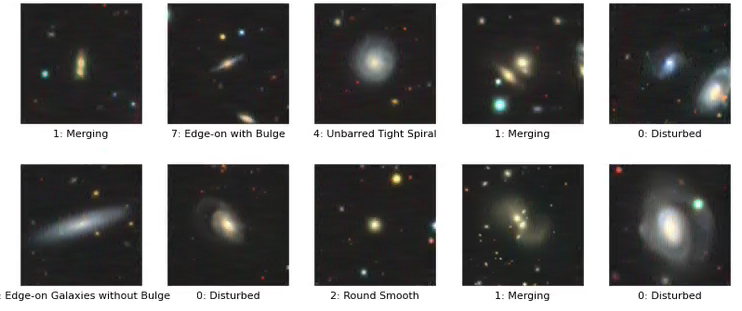 1: Merging
7: Edge-on with Bulge
4: Unbarred Tight Spiral
1: Merging
0: Disturbed
: Edge-on Galaxies without Bulge
0: Disturbed
2: Round Smooth
1: Merging
0: Disturbed